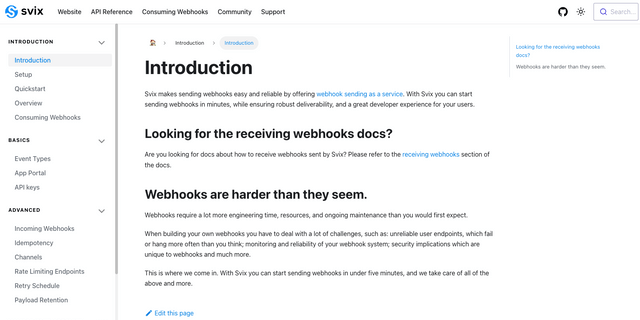 svix
Website API Reference Consuming Webhooks Community Support
Search...
INTRODUCTION
Introduction
Setup
Quickstart
Overview
Consuming Webhooks
BASICS
Event Types
App Portal
API keys
ADVANCED
Incoming Webhooks
Idempotency
Channels
Rate Limiting Endpoints
Retry Schedule
Payload Retention
Introduction Introduction
Introduction
Svix makes sending webhooks easy and reliable by offering webhook sending as a service. With Svix you can start
sending webhooks in minutes, while ensuring robust deliverability, and a great developer experience for your users.
Looking for the receiving webhooks docs?
Are you looking for docs about how to receive webhooks sent by Svix? Please refer to the receiving webhooks section of
the docs.
Webhooks are harder than they seem.
Webhooks require a lot more engineering time, resources, and ongoing maintenance than you would first expect.
When building your own webhooks you have to deal with a lot of challenges, such as: unreliable user endpoints, which fail
or hang more often than you think; monitoring and reliability of your webhook system; security implications which are
unique to webhooks and much more.
This is where we come in. With Svix you can start sending webhooks in under five minutes, and we take care of all of the
above and more.
Edit this page
Looking for the receiving webhooks
docs?
Webhooks are harder than they seem.